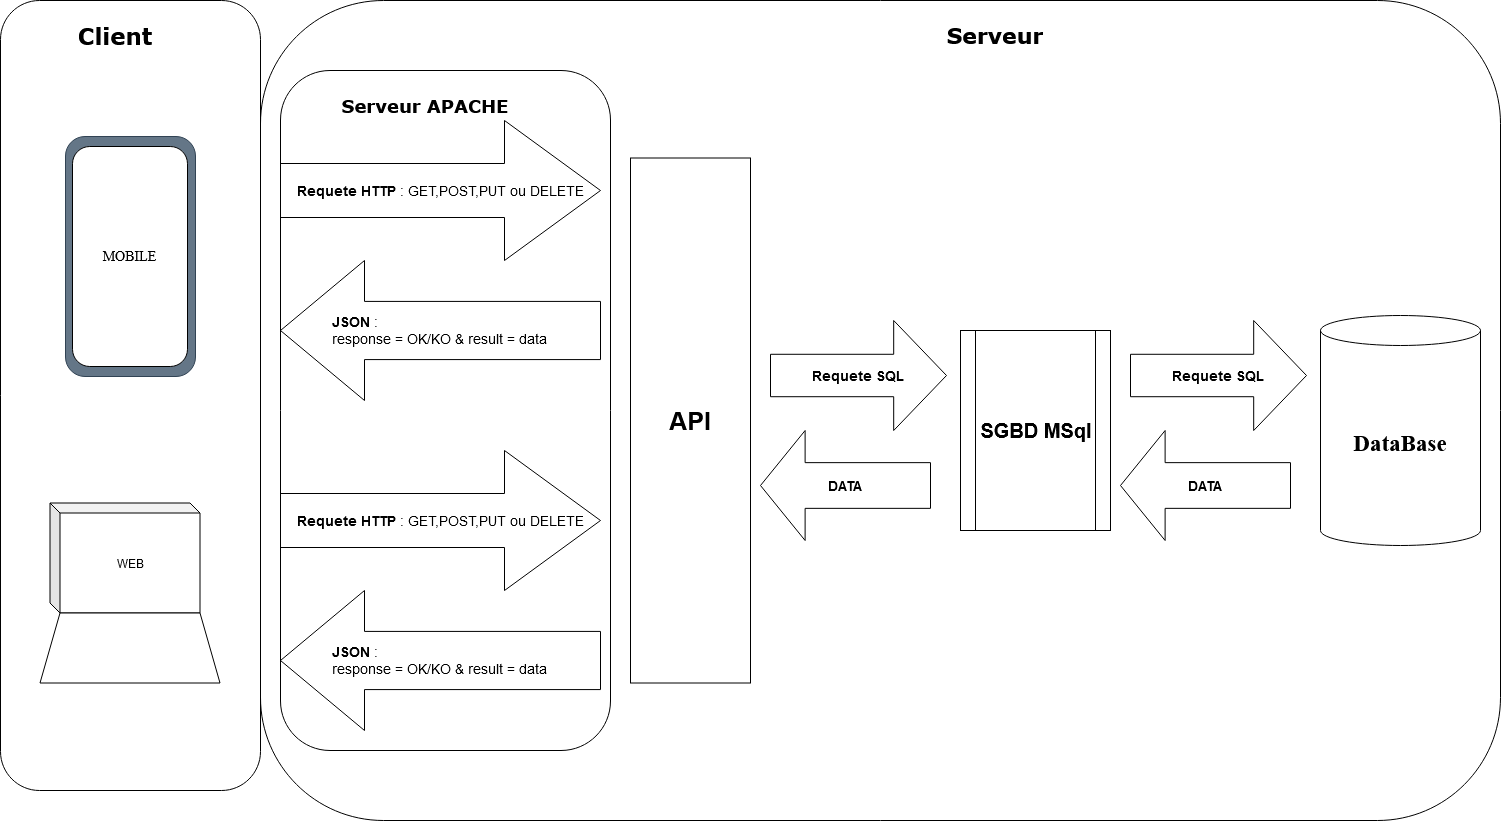 Client
Serveur
Serveur APACHE
Requete HTTP : GET,POST,PUT ou DELETE
MOBILE
JSON :
response = OK/KO & result = data
Requete SQL
Requete SQL
API
SGBD MSql
DataBase
DATA
DATA
Requete HTTP : GET,POST,PUT ou DELETE
WEB
JSON :
response = OK/KO & result = data